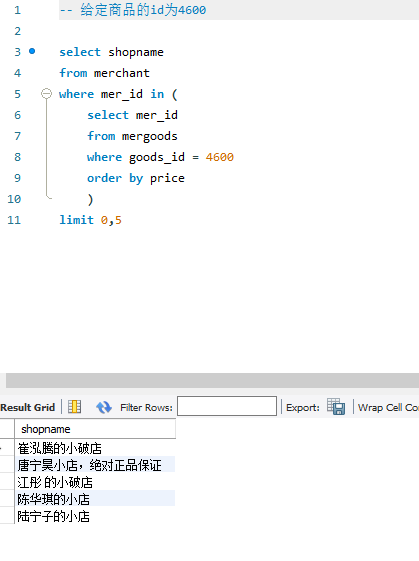 1 -- 给定商品的id为4600
2
3 select shopname
4 from merchant
5 where mer_id in (
6 select mer_id
7 from mergoods
8 where goods_id = 4600
9 order by price
10 )
11 limit 0,5
Result Grid Filter Rows: Export: Wrap Cell Co
shopname
崔泓腾的小破店
唐宁昊小店，绝对正品保证
江彤 的小破店
陈华琪的小店
陆宁子的小店